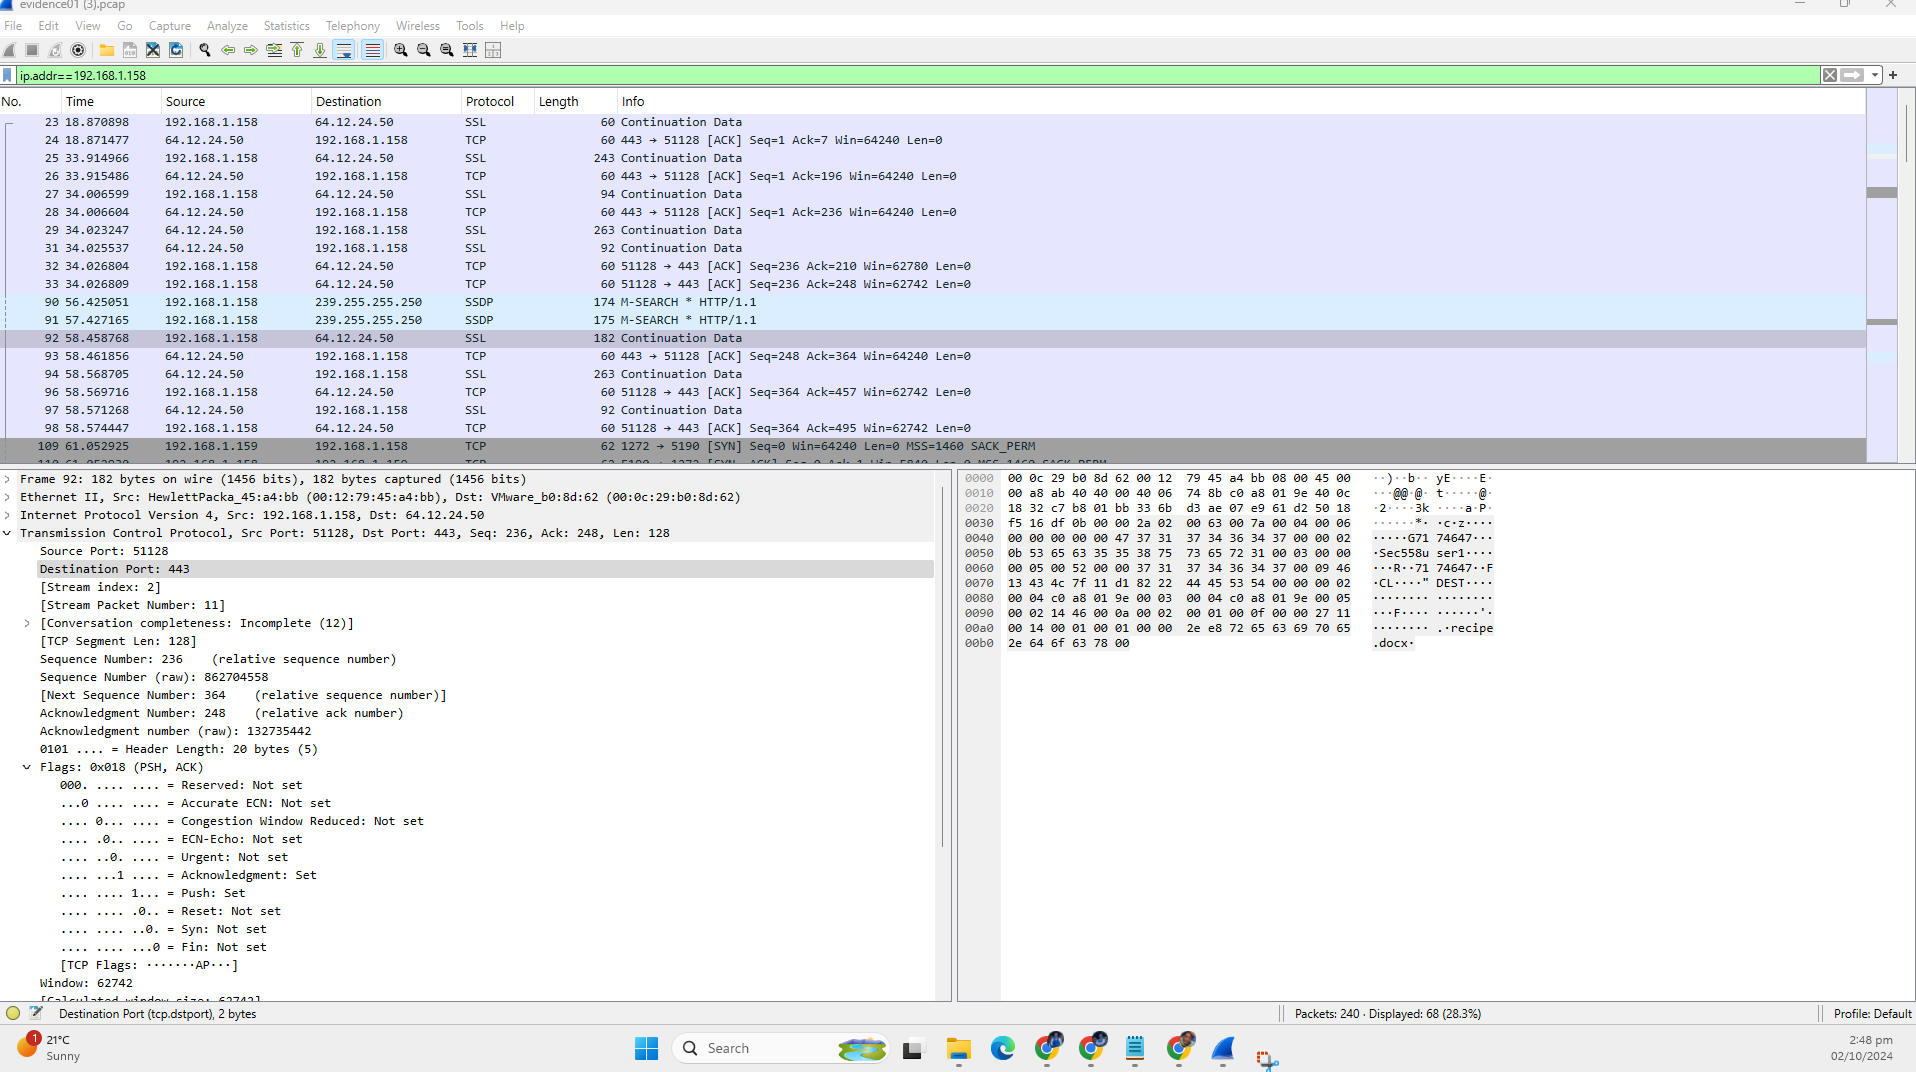 evidence01 (3).pcap
File Edit View Go Capture Analyze Statistics Telephony Wireless Tools Help
ip.addr==192.168.1.158
No. Time Source Destination Protocol Length Info
23 18.870898 192.168.1.158 64.12.24.50 SSL 60 Continuation Data
24 18.871477 64.12.24.50 192.168.1.158 TCP 60 443 → 51128 [ACK] Seq=1 Ack=7 Win=64240 Len=0
25 33.914966 192.168.1.158 64.12.24.50 SSL 243 Continuation Data
26 33.915486 64.12.24.50 192.168.1.158 TCP 60 443 → 51128 [ACK] Seq=1 Ack=196 Win=64240 Len=0
27 34.006599 192.168.1.158 64.12.24.50 SSL 94 Continuation Data
28 34.006604 64.12.24.50 192.168.1.158 TCP 60 443 → 51128 [ACK] Seq=1 Ack=236 Win=64240 Len=0
29 34.023247 64.12.24.50 192.168.1.158 SSL 263 Continuation Data
31 34.025537 64.12.24.50 192.168.1.158 SSL 92 Continuation Data
32 34.026804 192.168.1.158 64.12.24.50 TCP 60 51128 → 443 [ACK] Seq=236 Ack=210 Win=62780 Len=0
33 34.026809 192.168.1.158 64.12.24.50 TCP 60 51128 → 443 [ACK] Seq=236 Ack=248 Win=62742 Len=0
90 56.425051 192.168.1.158 239.255.255.250 SSDP 174 M-SEARCH * HTTP/1.1
91 57.427165 192.168.1.158 239.255.255.250 SSDP 175 M-SEARCH * HTTP/1.1
92 58.458768 192.168.1.158 64.12.24.50 SSL 182 Continuation Data
93 58.461856 64.12.24.50 192.168.1.158 TCP 60 443 → 51128 [ACK] Seq=248 Ack=364 Win=64240 Len=0
94 58.568705 64.12.24.50 192.168.1.158 SSL 263 Continuation Data
96 58.569716 192.168.1.158 64.12.24.50 TCP 60 51128 → 443 [ACK] Seq=364 Ack=457 Win=62742 Len=0
97 58.571268 64.12.24.50 192.168.1.158 SSL 92 Continuation Data
98 58.574447 192.168.1.158 64.12.24.50 TCP 60 51128 → 443 [ACK] Seq=364 Ack=495 Win=62742 Len=0
109 61.052925 192.168.1.159 192.168.1.158 TCP 62 1272 → 5190 [SYN] Seq=0 Win=64240 Len=0 MSS=1460 SACK_PERM
Frame 92: 182 bytes on wire (1456 bits), 182 bytes captured (1456 bits)
Ethernet II, Src: HewlettPacka_45:a4:bb (00:12:79:45:a4:bb), Dst: VMware_b0:8d:62 (00:0c:29:b0:8d:62)
Internet Protocol Version 4, Src: 192.168.1.158, Dst: 64.12.24.50
Transmission Control Protocol, Src Port: 51128, Dst Port: 443, Seq: 236, Ack: 248, Len: 128
Source Port: 51128
Destination Port: 443
[Stream index: 2]
[Stream Packet Number: 11]
[Conversation completeness: Incomplete (12)]
[TCP Segment Len: 128]
Sequence Number: 236 (relative sequence number)
Sequence Number (raw): 862704558
[Next Sequence Number: 364 (relative sequence number)]
Acknowledgment Number: 248 (relative ack number)
Acknowledgment number (raw): 132735442
0101 .... = Header Length: 20 bytes (5)
Flags: 0x018 (PSH, ACK)
000. .... .... = Reserved: Not set
...0 .... .... = Accurate ECN: Not set
.... 0... .... = Congestion Window Reduced: Not set
.... .0.. .... = ECN-Echo: Not set
.... ..0. .... = Urgent: Not set
.... ...1 .... = Acknowledgment: Set
.... .... 1... = Push: Set
.... .... .0.. = Reset: Not set
.... .... ..0. = Syn: Not set
.... .... ...0 = Fin: Not set
[TCP Flags: ·······AP···]
Window: 62742
[Calculated window size: 62742]
0000 00 0c 29 b0 8d 62 00 12 79 45 a4 bb 08 00 45 00 ··)··b·· yE····E·
0010 00 a8 ab 40 40 00 40 06 74 8b c0 a8 01 9e 40 0c ···@@·@· t·····@·
0020 18 32 c7 b8 01 bb 33 6b d3 ae 07 e9 61 d2 50 18 ·2····3k ····a·P·
0030 f5 16 df 0b 00 00 2a 02 00 63 00 7a 00 04 00 06 ······*· ·c·z····
0040 00 00 00 00 00 00 47 37 31 37 34 36 34 37 00 00 02 ······G7 174647···
0050 0b 53 65 63 35 35 38 75 73 65 72 31 00 03 00 00 ·Sec558u ser1····
0060 00 05 00 52 00 00 37 31 37 34 36 34 37 00 09 46 ···R··71 74647··F
0070 13 43 4c 7f 11 d1 82 22 44 45 53 54 00 00 00 02 ·CL····" DEST····
0080 00 04 c0 a8 01 9e 00 03 00 04 c0 a8 01 9e 00 05 ········ ········
0090 00 02 14 46 00 0a 00 02 00 01 00 0f 00 00 27 11 ···F···· ······'·
00a0 00 14 00 01 00 01 00 00 2e e8 72 65 63 69 70 65 ········ .·recipe
00b0 2e 64 6f 63 78 00 .docx·
Destination Port (tcp.dstport), 2 bytes
Packets: 240 · Displayed: 68 (28.3%)
Profile: Default
1
21°C
Sunny
Search
2:48 pm
02/10/2024